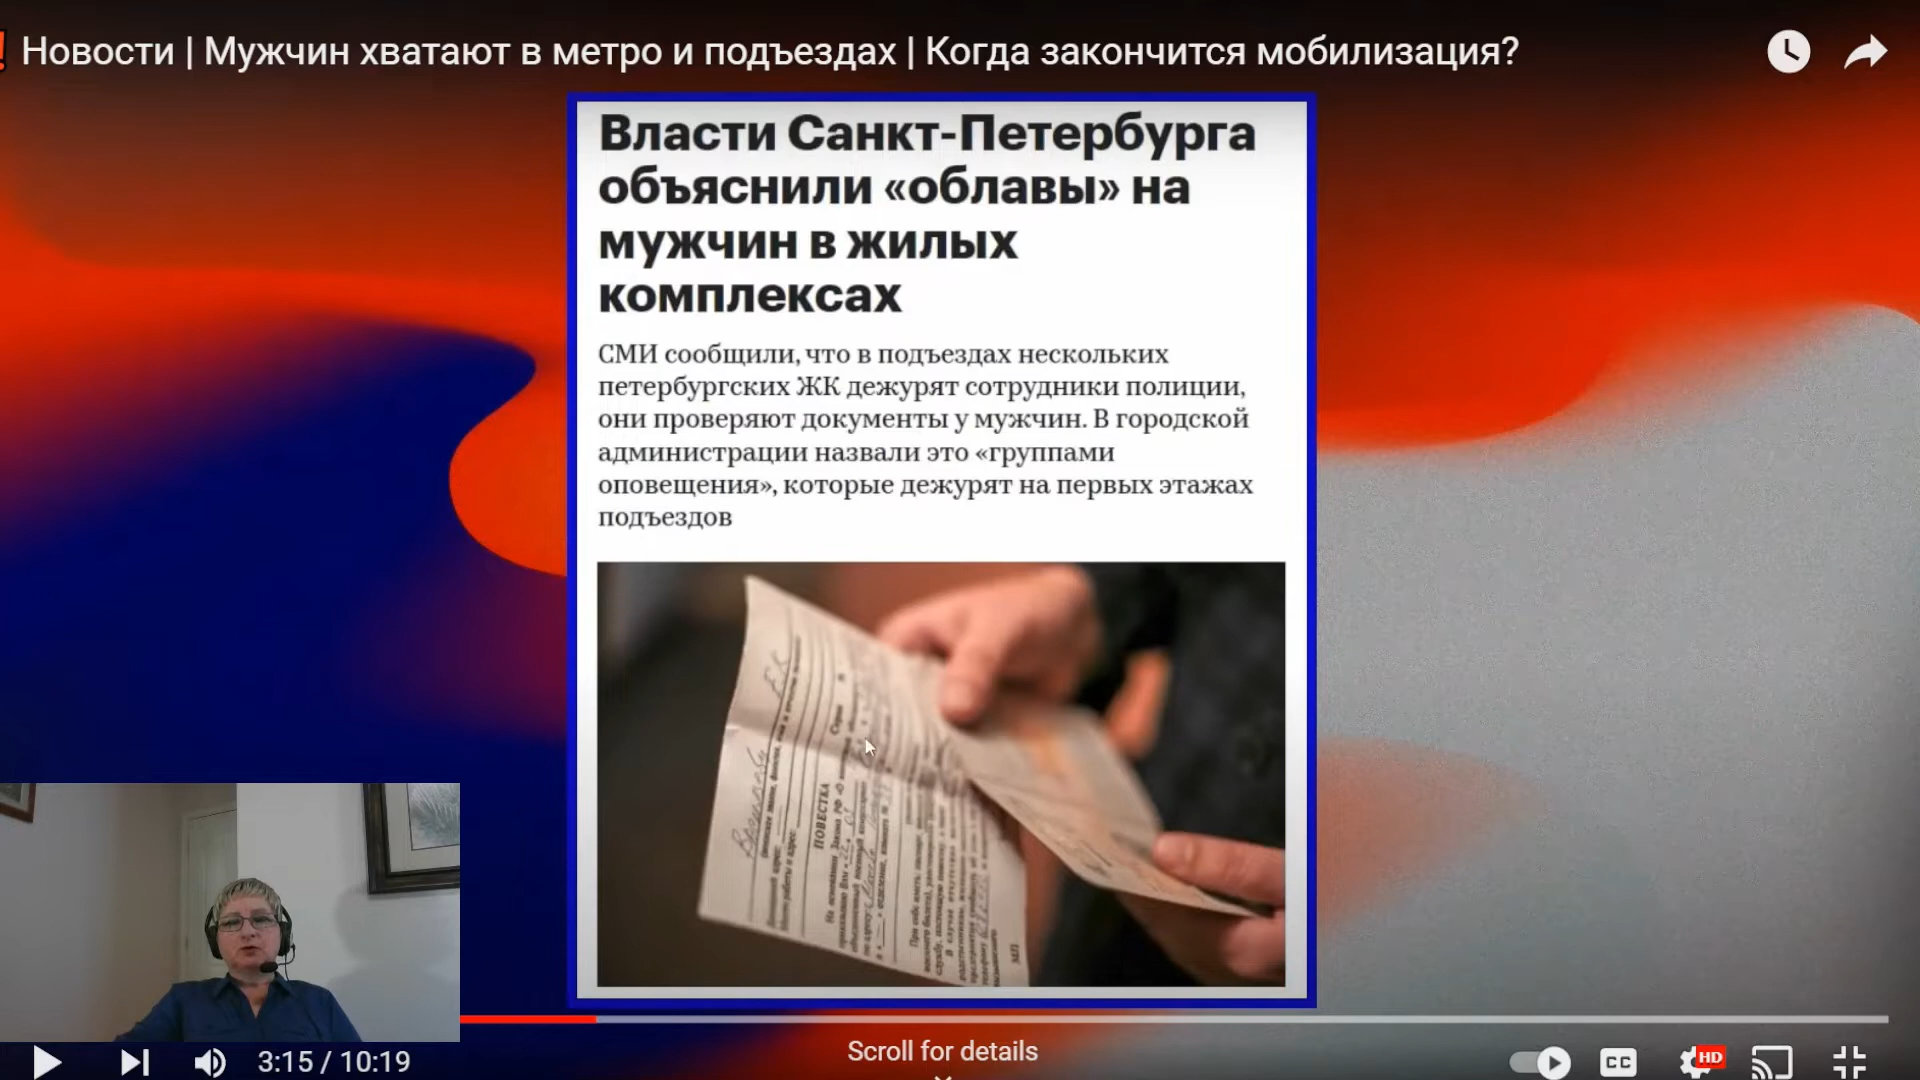 ! Новости | Мужчин хватают в метро и подъездах | Когда закончится мобилизация?
Власти Санкт-Петербурга
объяснили «облавы» на
мужчин в жилых
комплексах
СМИ сообщили, что в подъездах нескольких
петербургских ЖК дежурят сотрудники полиции,
они проверяют документы у мужчин. В городской
администрации назвали это «группами
оповещения», которые дежурят на первых этажах
подъездов
ПОВЕСТКА
МП
3:15 / 10:19
Scroll for details
CC
HD